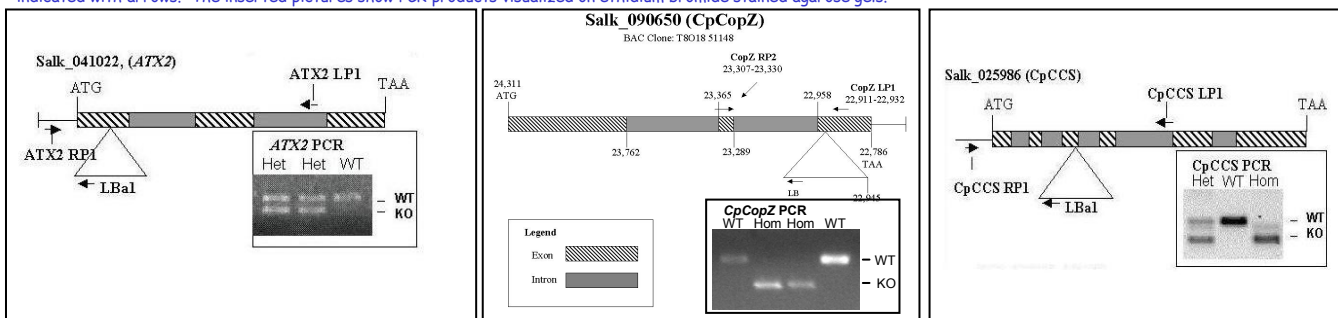 indicated with arrows. The inserted pictures show PCR products visualized on ethidium bromide stained agarose gels.
Salk_041022, (ATX2)
ATG
ATX2 LP1
TAA
ATX2 RP1
LBa1
ATX2 PCR
Het Het WT
WT
KO
Salk_090650 (CpCopZ)
BAC Clone: T8O18 51148
CopZ RP2
23,307-23,330
24,311
ATG
23,365
22,958
CopZ LP1
22,911-22,932
23,762
23,289
22,786
TAA
LB
22,945
Legend
Exon
Intron
CpCopZ PCR
WT Hom Hom WT
WT
KO
Salk_025986 (CpCCS)
ATG
CpCCS LP1
TAA
CpCCS RP1
LBa1
CpCCS PCR
Het WT Hom
WT
KO